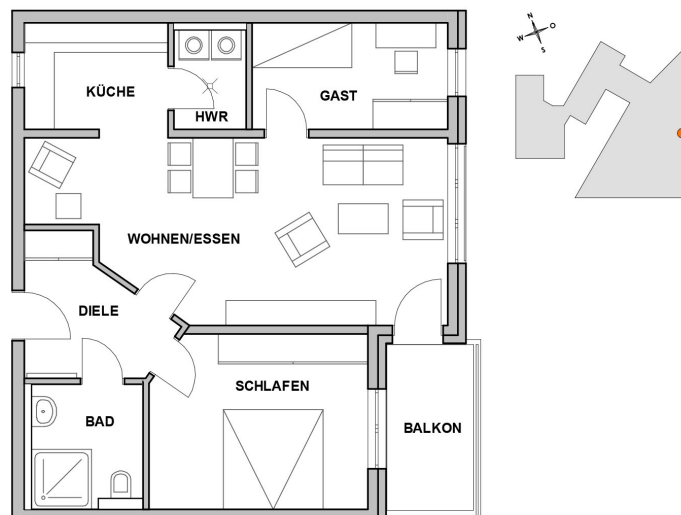 KÜCHE
HWR
GAST
WOHNEN/ESSEN
DIELE
SCHLAFEN
BAD
BALKON
N
W O
S